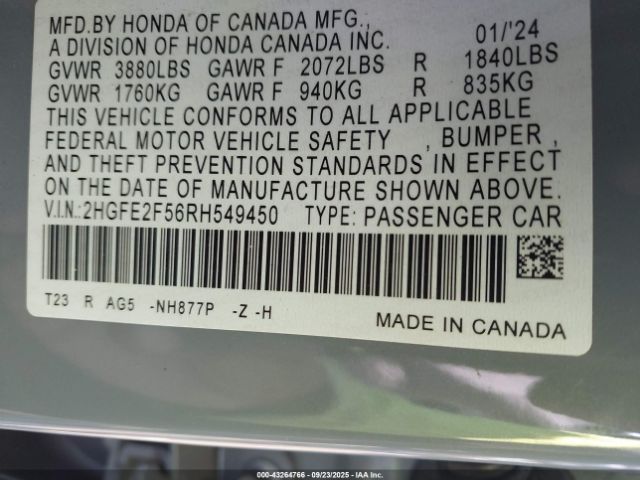 MFD.BY HONDA OF CANADA MFG.,
A DIVISION OF HONDA CANADA INC. 01/'24
GVWR 3880LBS GAWR F 2072LBS R 1840LBS
GVWR 1760KG GAWR F 940KG R 835KG
THIS VEHICLE CONFORMS TO ALL APPLICABLE
FEDERAL MOTOR VEHICLE SAFETY , BUMPER ,
AND THEFT PREVENTION STANDARDS IN EFFECT
ON THE DATE OF MANUFACTURE SHOWN ABOVE.
V.I.N.:2HGFE2F56RH549450 TYPE: PASSENGER CAR
T23 R AG5 -NH877P -Z -H
MADE IN CANADA
000-43264766 - 09/23/2025 - IAA Inc.